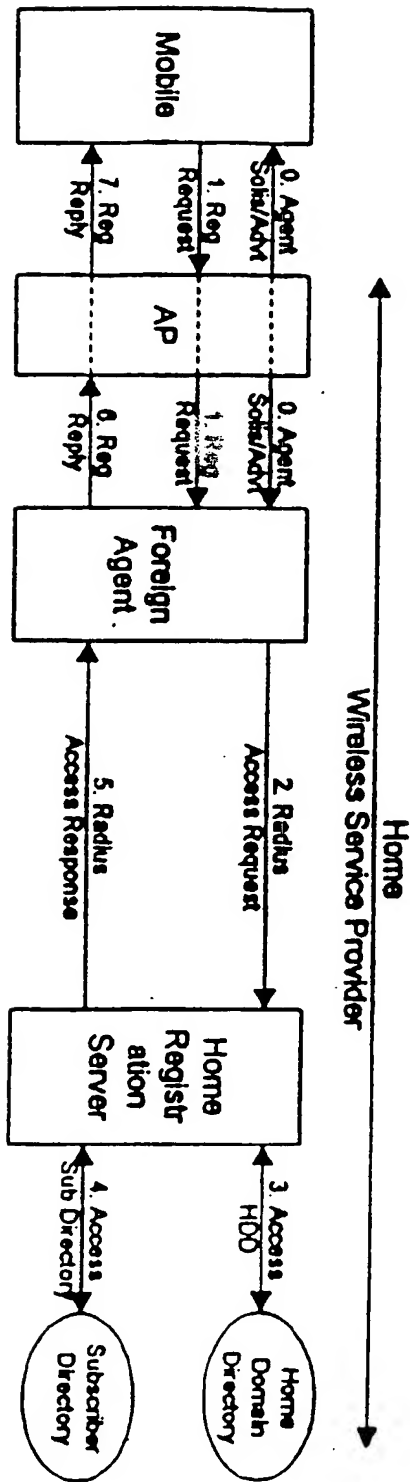 Home
Wireless Service Provider
Mobile
0. Agent
Solis/Advt
1. Reg
Request
7. Reg
Reply
AP
0. Agent
Solis/Advt
1. Reg
Request
6. Reg
Reply
Foreign
Agent
2. Radius
Access Request
5. Radius
Access Response
Home
Registr
ation
Server
3. Access
HDD
4. Access
Sub Directory
Home
Domain
Directory
Subscriber
Directory